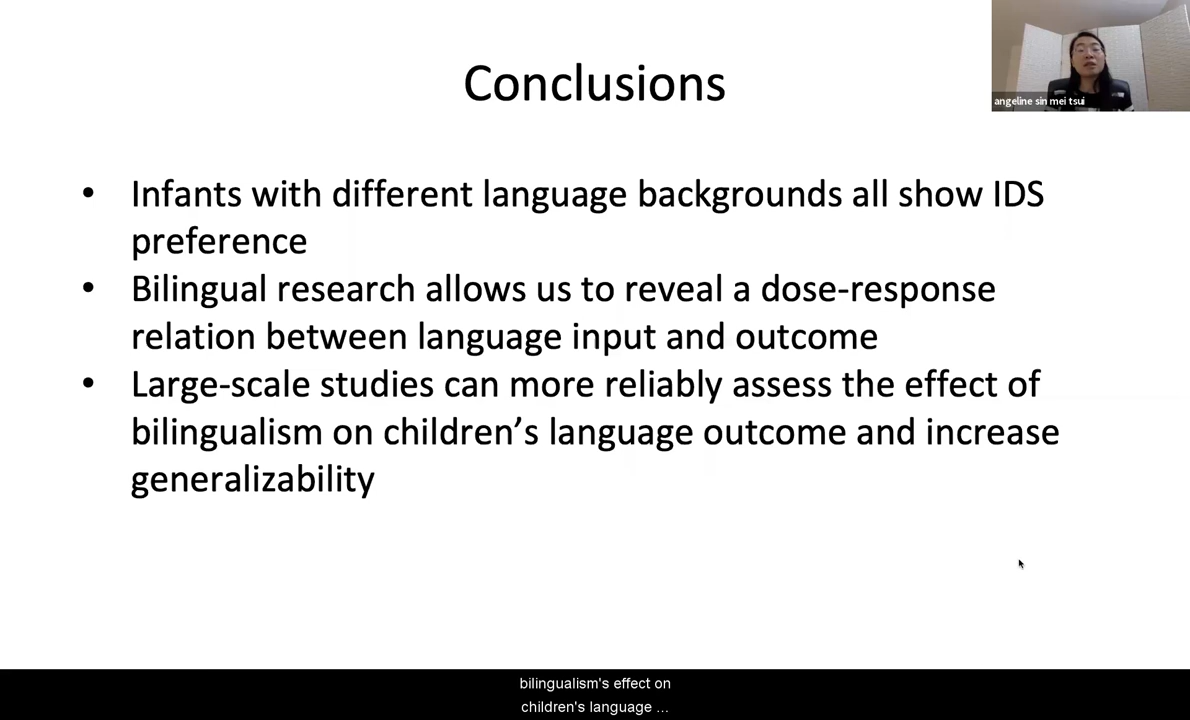 Conclusions
angeline sin mei tsui
• Infants with different language backgrounds all show IDS
preference
• Bilingual research allows us to reveal a dose-response
relation between language input and outcome
• Large-scale studies can more reliably assess the effect of
bilingualism on children’s language outcome and increase
generalizability
bilingualism's effect on
children's language ...